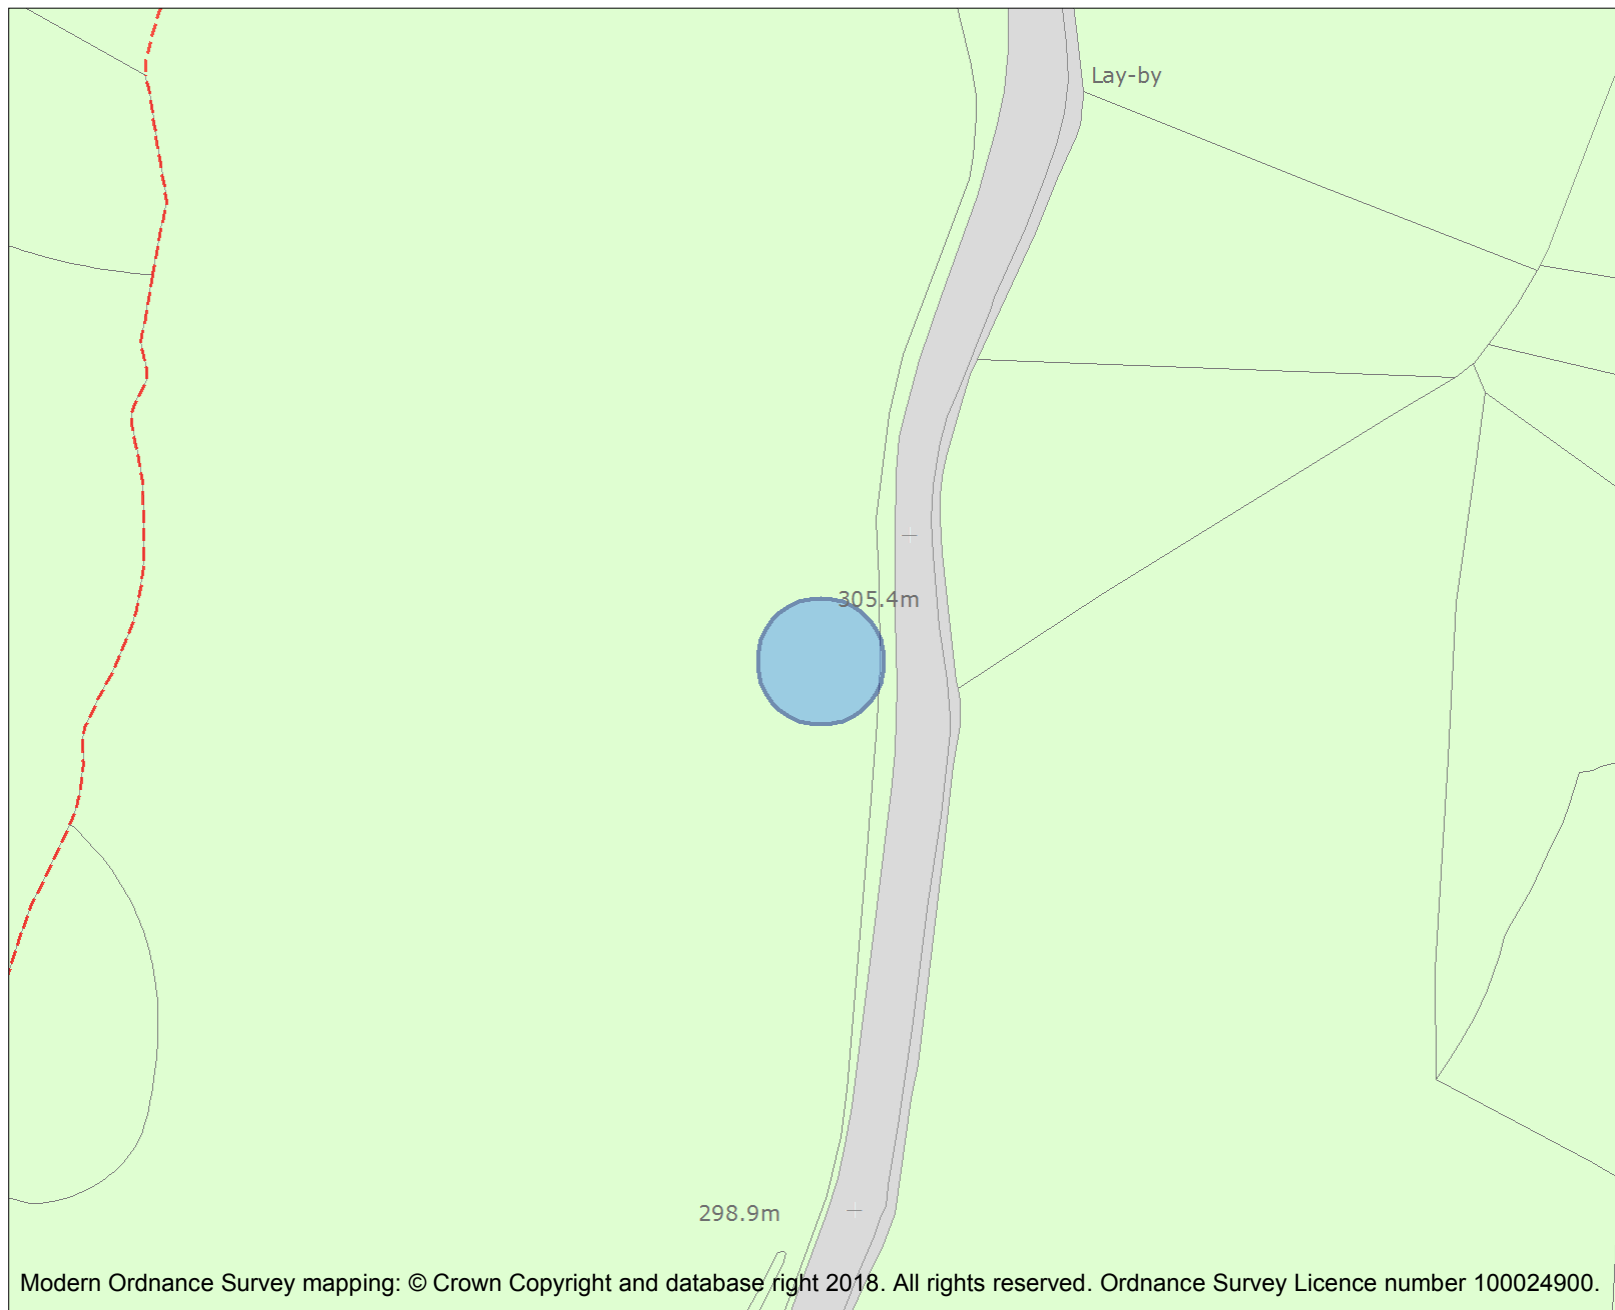 Lay-by
305.4m
298.9m
Modern Ordnance Survey mapping: © Crown Copyright and database right 2018. All rights reserved. Ordnance Survey Licence number 100024900.